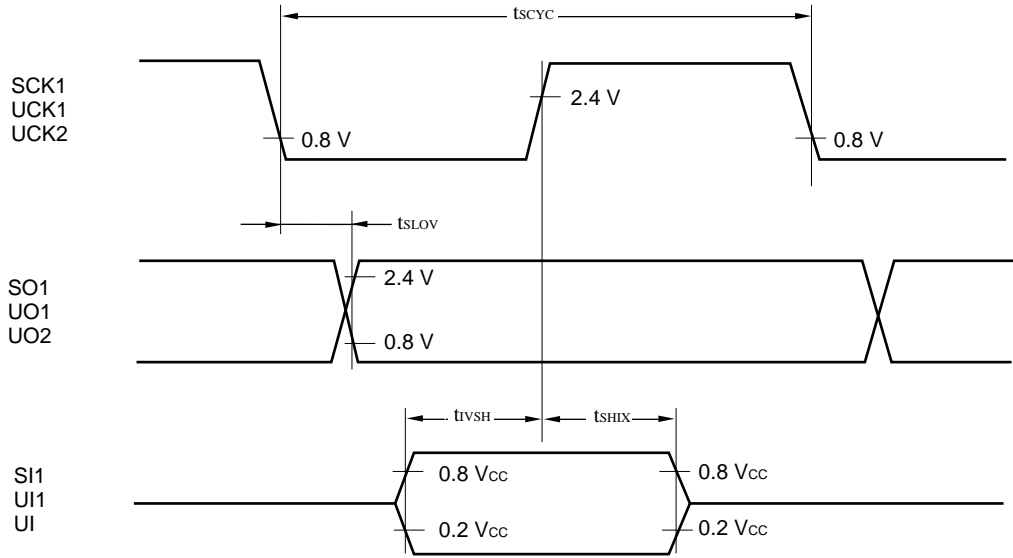 tSCYC
SCK1
UCK1
UCK2
2.4 V
0.8 V
0.8 V
tSLOV
SO1
UO1
UO2
2.4 V
0.8 V
tIVSH
tSHIX
SI1
UI1
UI
0.8 VCC
0.8 VCC
0.2 VCC
0.2 VCC